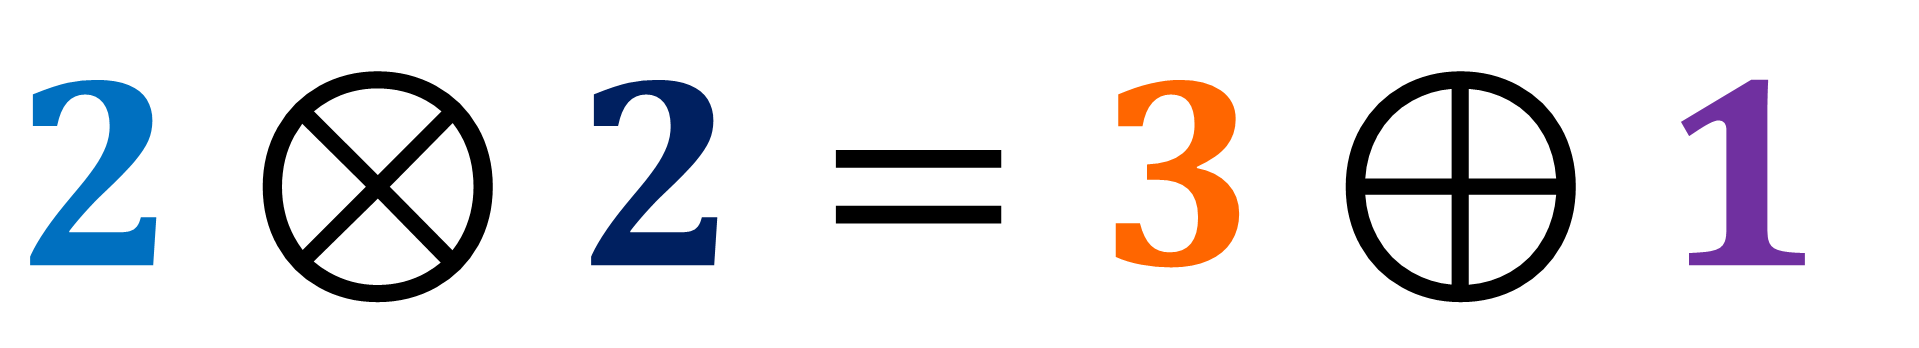 2 ⊗ 2 = 3 ⊕ 1